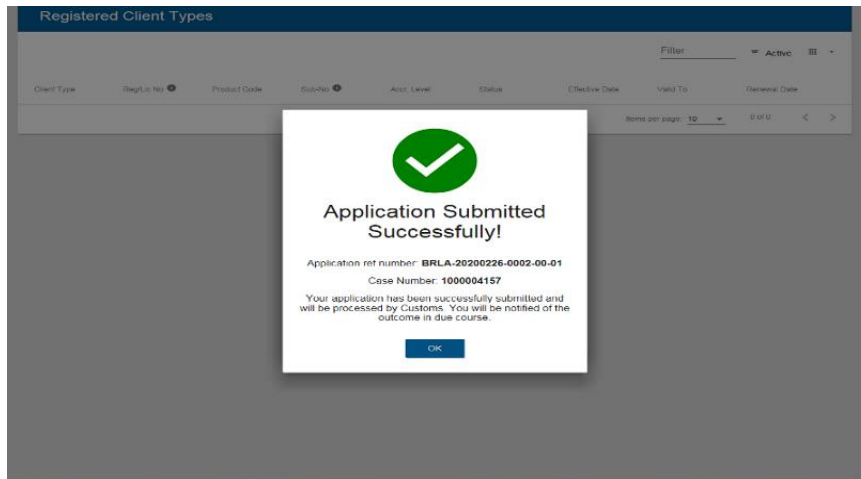 Registered Client Types
Filter
Active
Client Type Reg/Lic No Product Code Sub-No Acct. Level Status Effective Date Valid To Renewal Date
Items per page: 10 0 of 0
Application Submitted
Successfully!
Application ref number: BRLA-20200226-0002-00-01
Case Number: 1000004157
Your application has been successfully submitted and
will be processed by Customs. You will be notified of the
outcome in due course.
OK